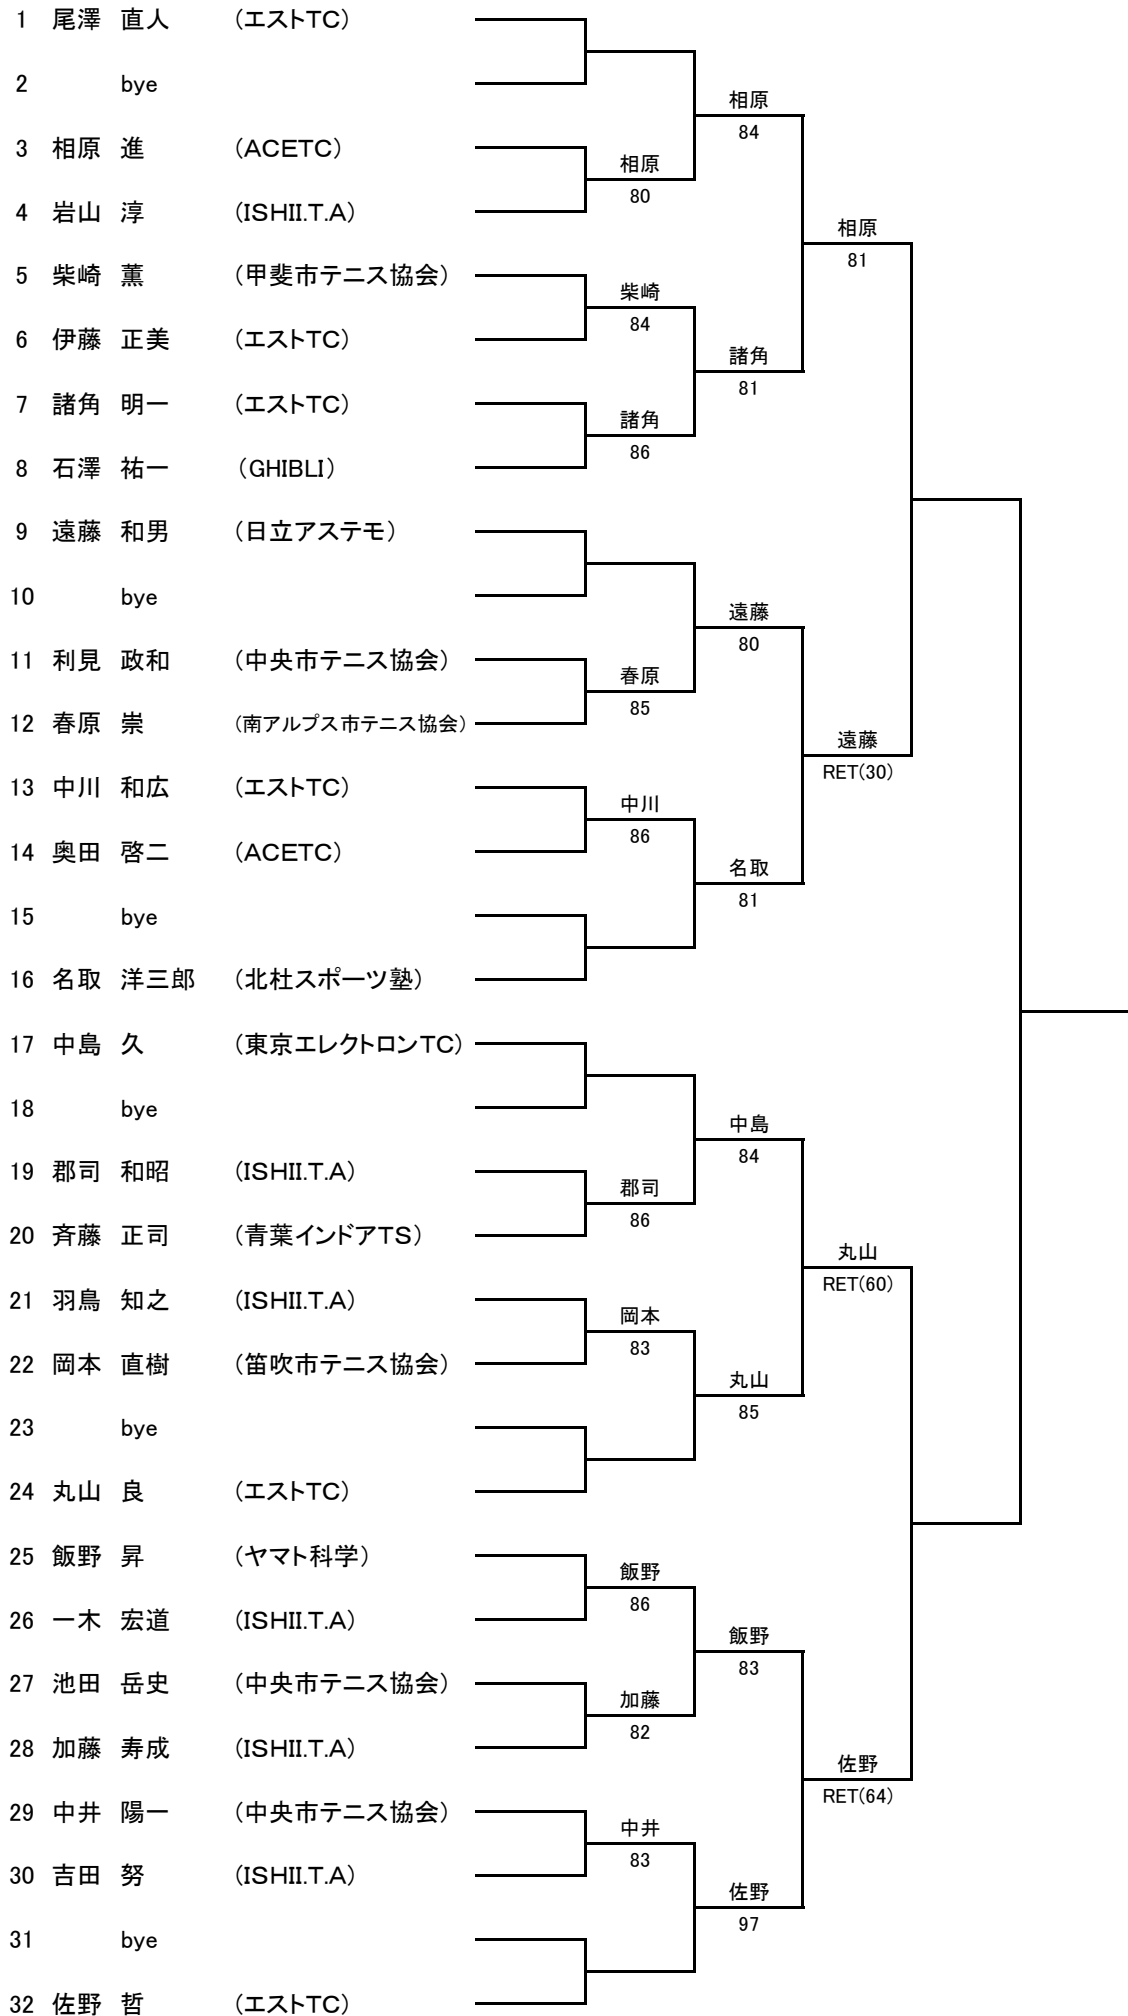 1 尾澤 直人 (エストTC)
2 bye
相原
84
3 相原 進 (ACETC)
相原
80
4 岩山 淳 (ISHII.T.A)
相原
81
5 柴崎 薫 (甲斐市テニス協会)
柴崎
84
6 伊藤 正美 (エストTC)
諸角
81
7 諸角 明一 (エストTC)
諸角
86
8 石澤 祐一 (GHIBLI)
9 遠藤 和男 (日立アステモ)
10 bye
遠藤
80
11 利見 政和 (中央市テニス協会)
春原
85
12 春原 崇 (南アルプス市テニス協会)
遠藤
RET(30)
13 中川 和広 (エストTC)
中川
86
14 奥田 啓二 (ACETC)
名取
81
15 bye
16 名取 洋三郎 (北杜スポーツ塾)
17 中島 久 (東京エレクトロンTC)
18 bye
中島
84
19 郡司 和昭 (ISHII.T.A)
郡司
86
20 斉藤 正司 (青葉インドアTS)
丸山
RET(60)
21 羽鳥 知之 (ISHII.T.A)
岡本
83
22 岡本 直樹 (笛吹市テニス協会)
丸山
85
23 bye
24 丸山 良 (エストTC)
25 飯野 昇 (ヤマト科学)
飯野
86
26 一木 宏道 (ISHII.T.A)
飯野
83
27 池田 岳史 (中央市テニス協会)
加藤
82
28 加藤 寿成 (ISHII.T.A)
佐野
RET(64)
29 中井 陽一 (中央市テニス協会)
中井
83
30 吉田 努 (ISHII.T.A)
佐野
97
31 bye
32 佐野 哲 (エストTC)